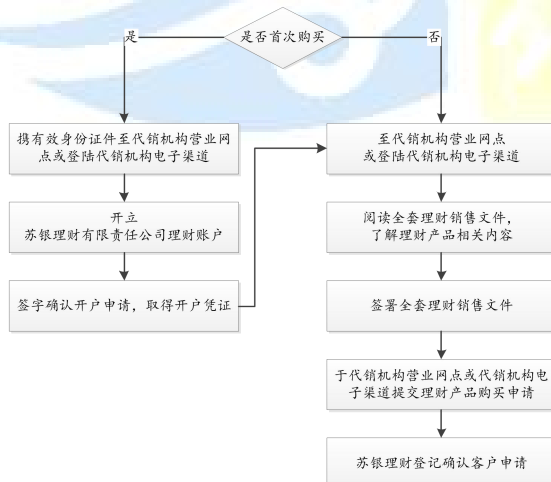 是否首次购买
是
否
携有效身份证件至代销机构营业网
点或登陆代销机构电子渠道
开立
苏银理财有限责任公司理财账户
签字确认开户申请，取得开户凭证
至代销机构营业网点
或登陆代销机构电子渠道
阅读全套理财销售文件，
了解理财产品相关内容
签署全套理财销售文件
于代销机构营业网点或代销机构电
子渠道提交理财产品购买申请
苏银理财登记确认客户申请